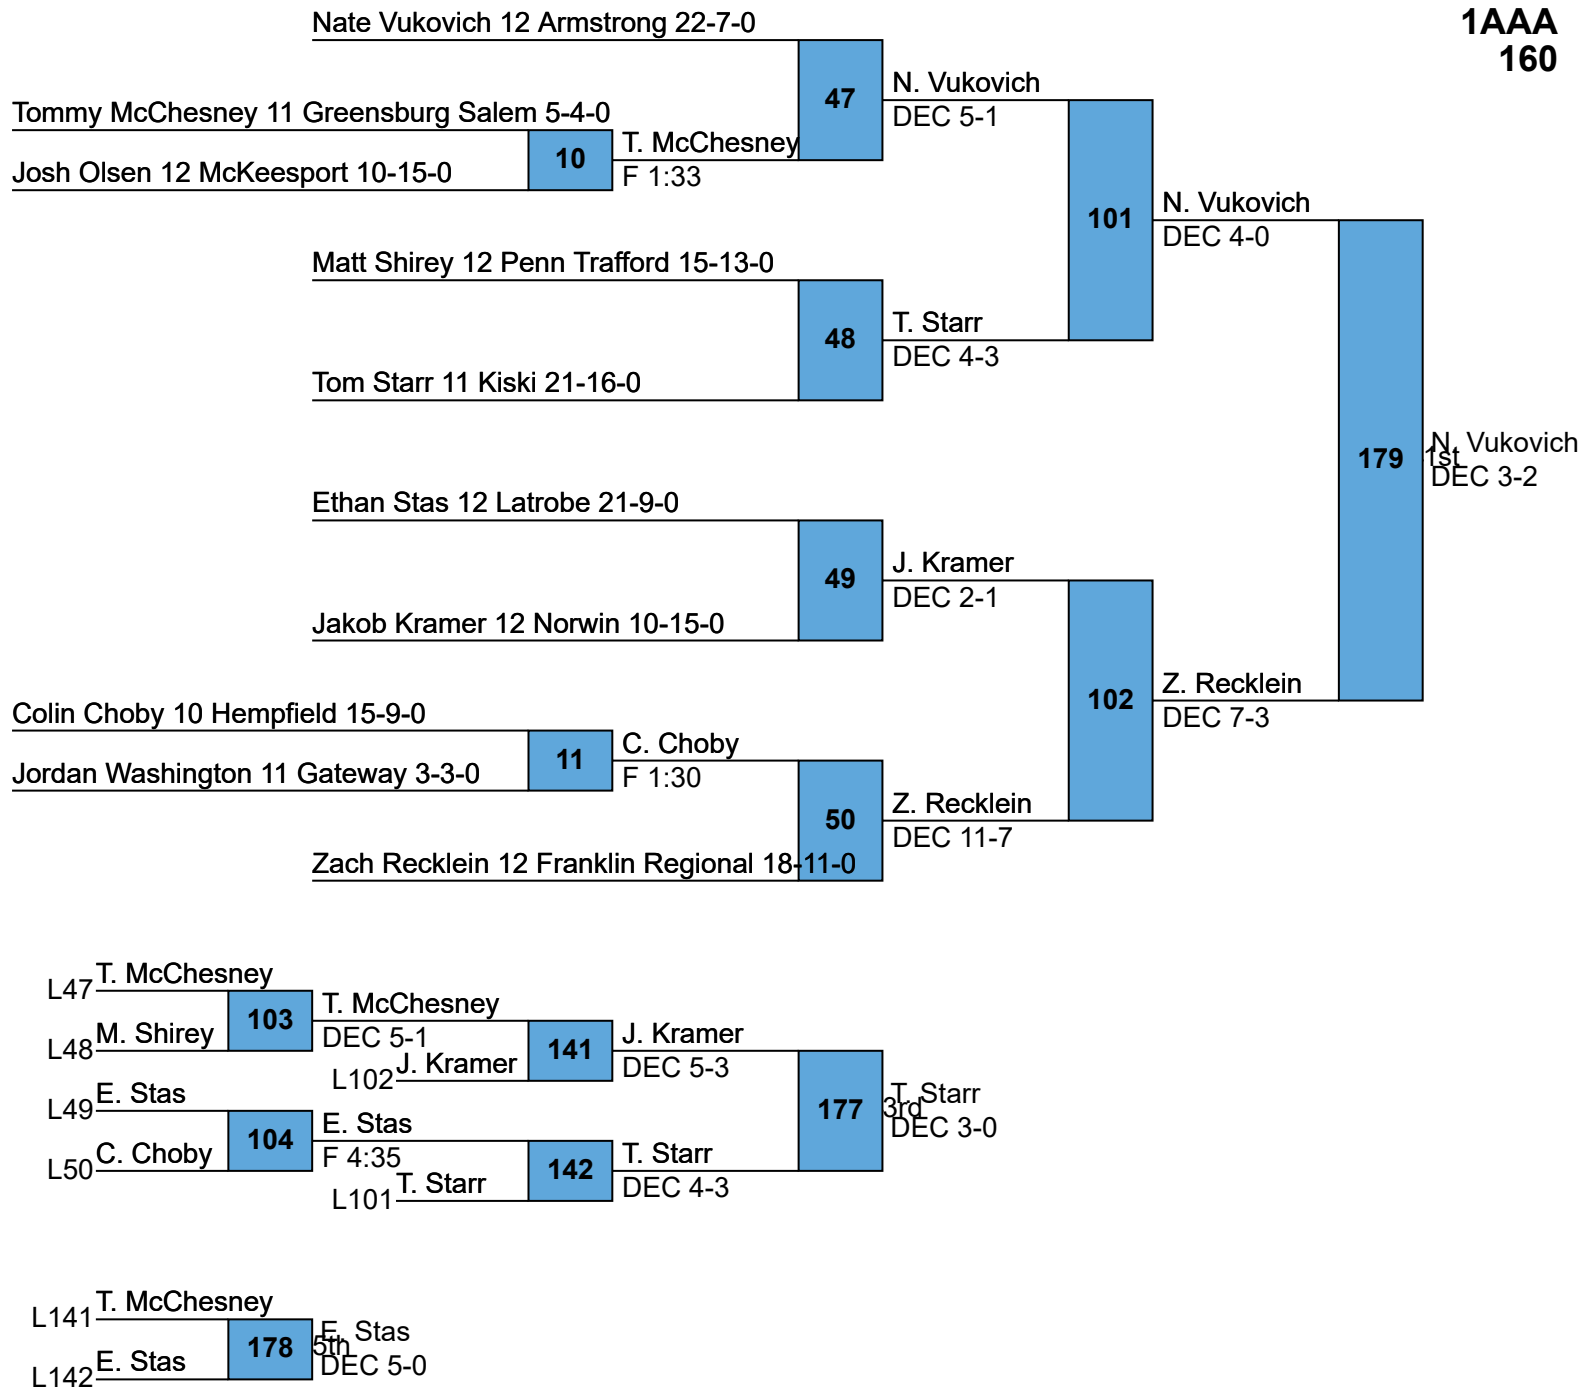 1AAA
160
Nate Vukovich 12 Armstrong 22-7-0
47
N. Vukovich
DEC 5-1
Tommy McChesney 11 Greensburg Salem 5-4-0
10
T. McChesney
F 1:33
Josh Olsen 12 McKeesport 10-15-0
101
N. Vukovich
DEC 4-0
Matt Shirey 12 Penn Trafford 15-13-0
48
T. Starr
DEC 4-3
Tom Starr 11 Kiski 21-16-0
179
N. Vukovich
1st
DEC 3-2
Ethan Stas 12 Latrobe 21-9-0
49
J. Kramer
DEC 2-1
Jakob Kramer 12 Norwin 10-15-0
102
Z. Recklein
DEC 7-3
Colin Choby 10 Hempfield 15-9-0
11
C. Choby
F 1:30
Jordan Washington 11 Gateway 3-3-0
50
Z. Recklein
DEC 11-7
Zach Recklein 12 Franklin Regional 18-11-0
L47 T. McChesney
103
T. McChesney
DEC 5-1
L48 M. Shirey
141
J. Kramer
DEC 5-3
L102 J. Kramer
L49 E. Stas
104
E. Stas
F 4:35
L50 C. Choby
142
T. Starr
DEC 4-3
L101 T. Starr
177
T. Starr
3rd
DEC 3-0
L141 T. McChesney
178
E. Stas
5th
DEC 5-0
L142 E. Stas